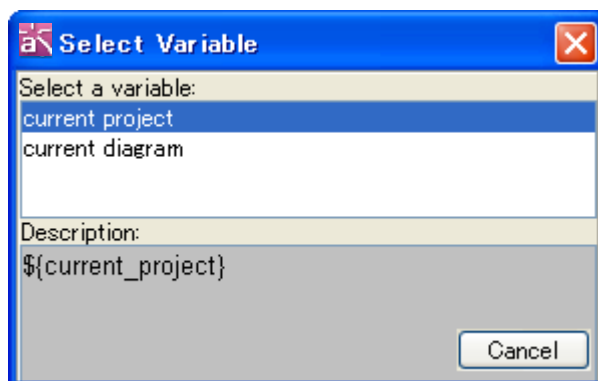 Select Variable
Select a variable:
current project
current diagram
Description:
${current_project}
Cancel